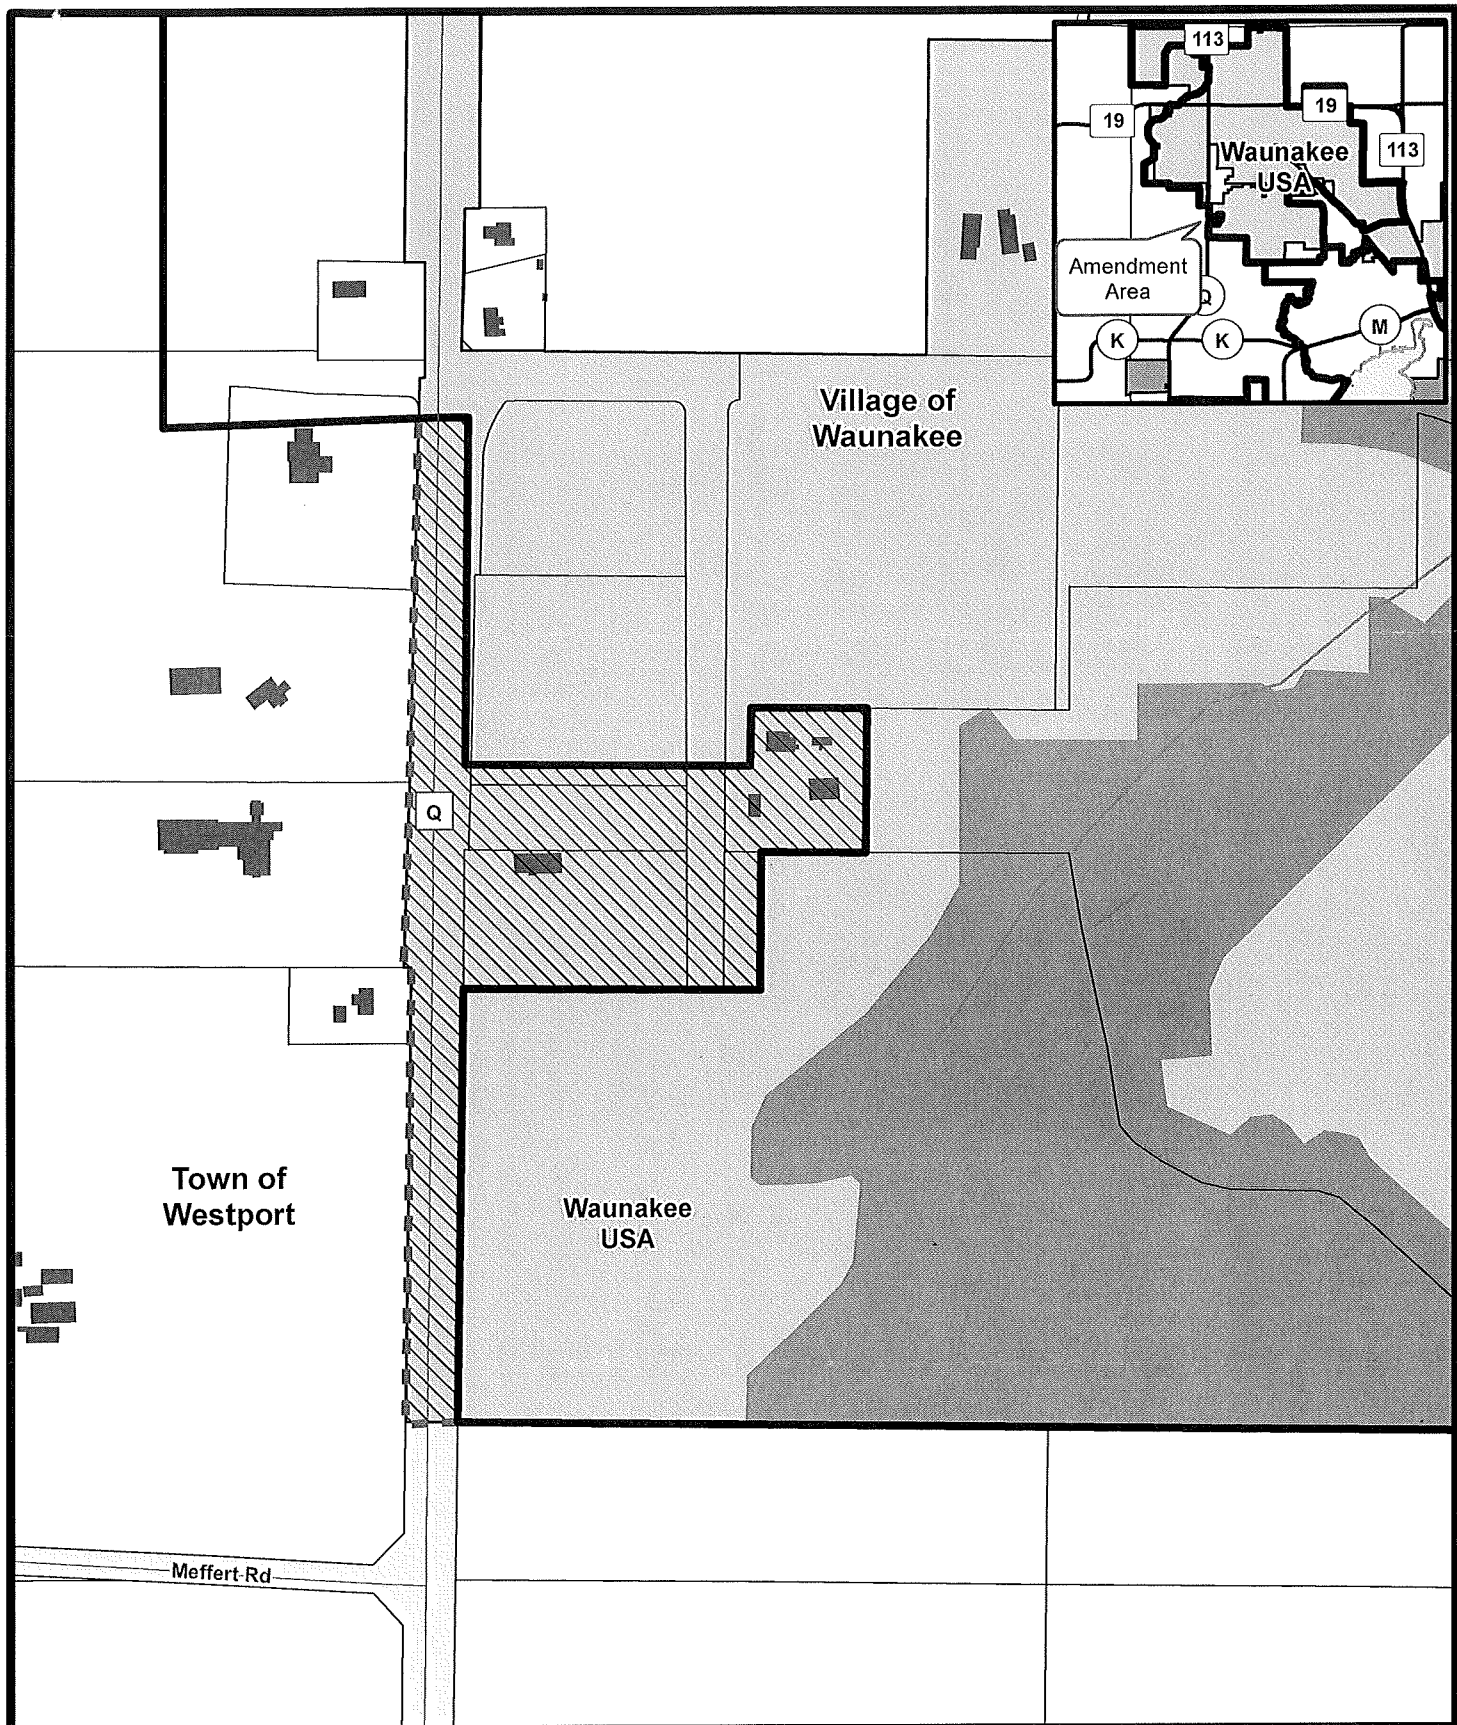 113
19
19
Waunakee
USA
113
Amendment
Area
Q
K
K
M
Village of
Waunakee
Q
Town of
Westport
Waunakee
USA
Meffert Rd